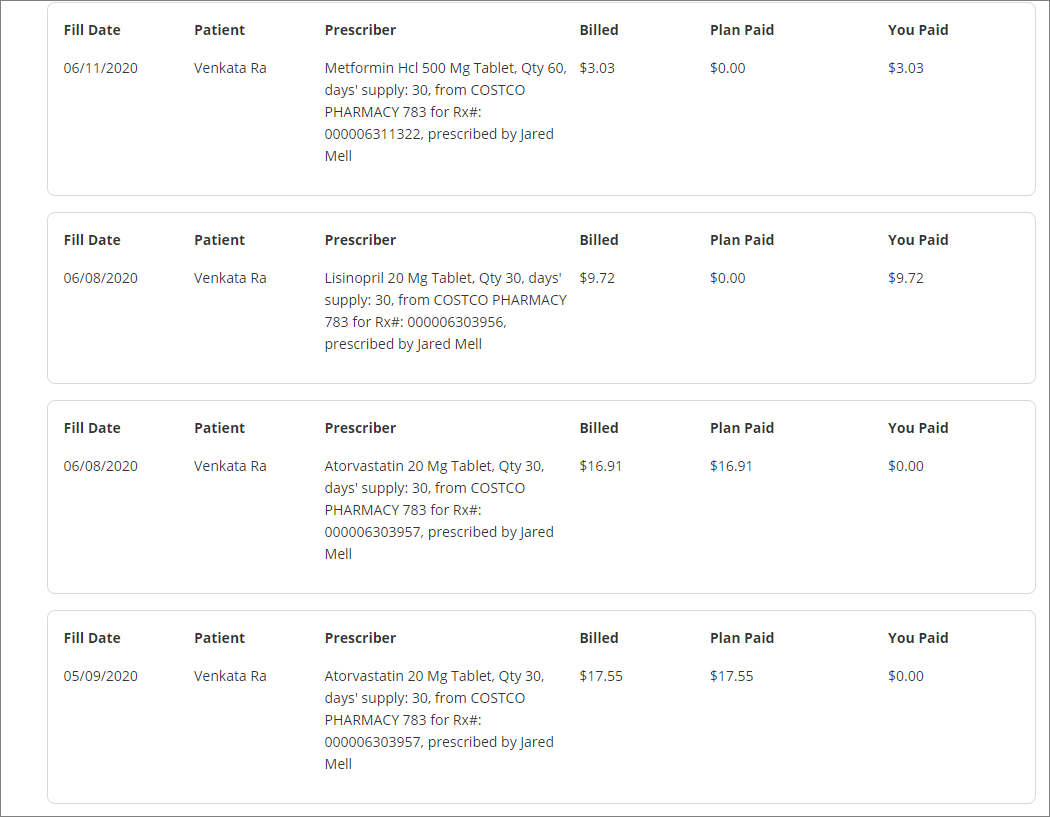 Fill Date Patient Prescriber Billed Plan Paid You Paid
06/11/2020 Venkata Ra Metformin Hcl 500 Mg Tablet, Qty 60, $3.03 $0.00 $3.03
days' supply: 30, from COSTCO
PHARMACY 783 for Rx#:
000006311322, prescribed by Jared
Mell
Fill Date Patient Prescriber Billed Plan Paid You Paid
06/08/2020 Venkata Ra Lisinopril 20 Mg Tablet, Qty 30, days' $9.72 $0.00 $9.72
supply: 30, from COSTCO PHARMACY
783 for Rx#: 000006303956,
prescribed by Jared Mell
Fill Date Patient Prescriber Billed Plan Paid You Paid
06/08/2020 Venkata Ra Atorvastatin 20 Mg Tablet, Qty 30, $16.91 $16.91 $0.00
days' supply: 30, from COSTCO
PHARMACY 783 for Rx#:
000006303957, prescribed by Jared
Mell
Fill Date Patient Prescriber Billed Plan Paid You Paid
05/09/2020 Venkata Ra Atorvastatin 20 Mg Tablet, Qty 30, $17.55 $17.55 $0.00
days' supply: 30, from COSTCO
PHARMACY 783 for Rx#:
000006303957, prescribed by Jared
Mell